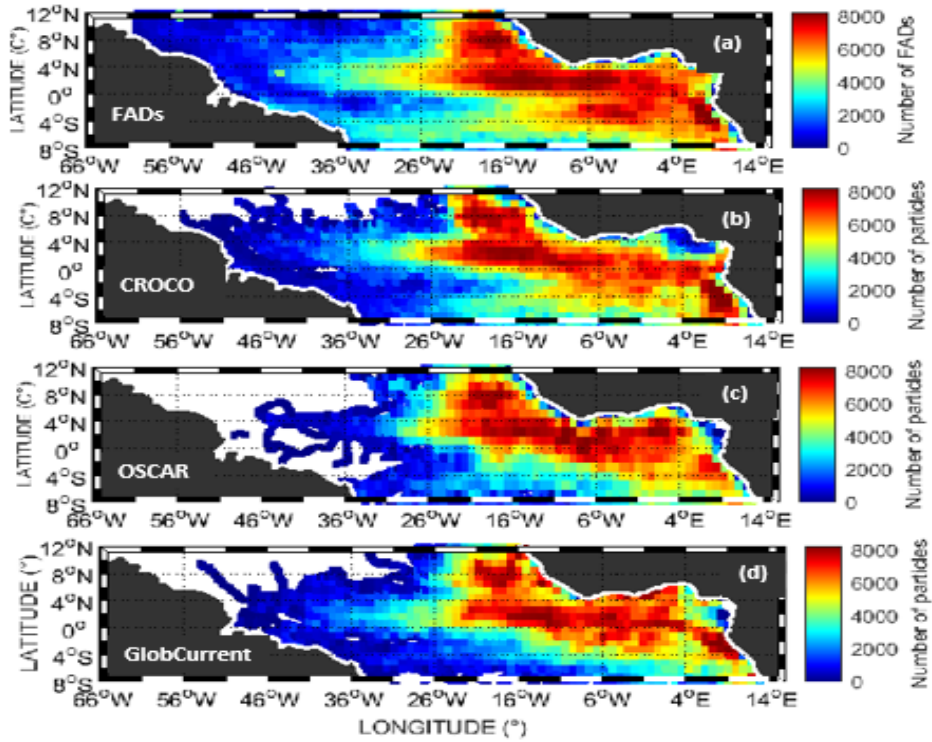 12°N
8°N
4°N
0°
4°S
8°S
LATITUDE (C°)
FADs
(a)
66°W 56°W 46°W 36°W 26°W 16°W 6°W 4°E 14°E
8000
6000
4000
2000
0
Number of FADs
12°N
8°N
4°N
0°
4°S
8°S
LATITUDE (C°)
CROCO
(b)
66°W 56°W 46°W 36°W 26°W 16°W 6°W 4°E 14°E
8000
6000
4000
2000
0
Number of particles
12°N
8°N
4°N
0°
4°S
8°S
LATITUDE (C°)
OSCAR
(c)
66°W 56°W 46°W 36°W 26°W 16°W 6°W 4°E 14°E
8000
6000
4000
2000
0
Number of particles
12°N
8°N
4°N
0°
4°S
8°S
LATITUDE (°)
GlobCurrent
(d)
66°W 56°W 46°W 36°W 26°W 16°W 6°W 4°E 14°E
8000
6000
4000
2000
0
Number of particles
LONGITUDE (°)